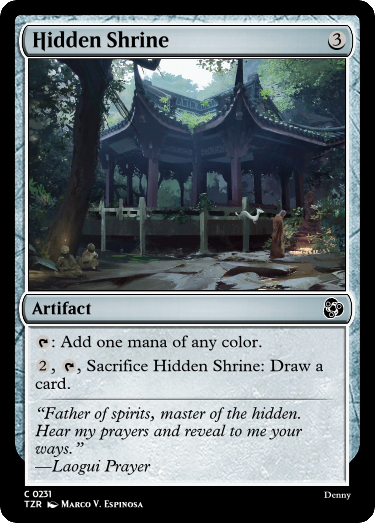 Hidden Shrine 3
Artifact
: Add one mana of any color.
2, , Sacrifice Hidden Shrine: Draw a
card.
“Father of spirits, master of the hidden.
Hear my prayers and reveal to me your
ways.”
—Laogui Prayer
C 0231
TZR Marco V. Espinosa
Denny